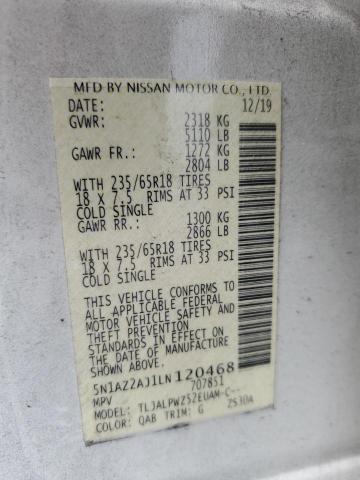 MFD BY NISSAN MOTOR CO., LTD.
DATE: 12/19
GVWR: 2318 KG
5110 LB
GAWR FR.: 1272 KG
2804 LB
WITH 235/65R18 TIRES
18 X 7.5 RIMS AT 33 PSI
COLD SINGLE
GAWR RR.: 1300 KG
2866 LB
WITH 235/65R18 TIRES
18 X 7.5 RIMS AT 33 PSI
COLD SINGLE
THIS VEHICLE CONFORMS TO
ALL APPLICABLE FEDERAL
MOTOR VEHICLE SAFETY AND
THEFT PREVENTION
STANDARDS IN EFFECT ON
THE DATE OF MANUFACTURE
SHOWN ABOVE.
5N1AZ2AJ1LN120468
MPV 707851
MODEL: TLJALPWZ52EUAM-C--
COLOR: QAB TRIM: G Z530A